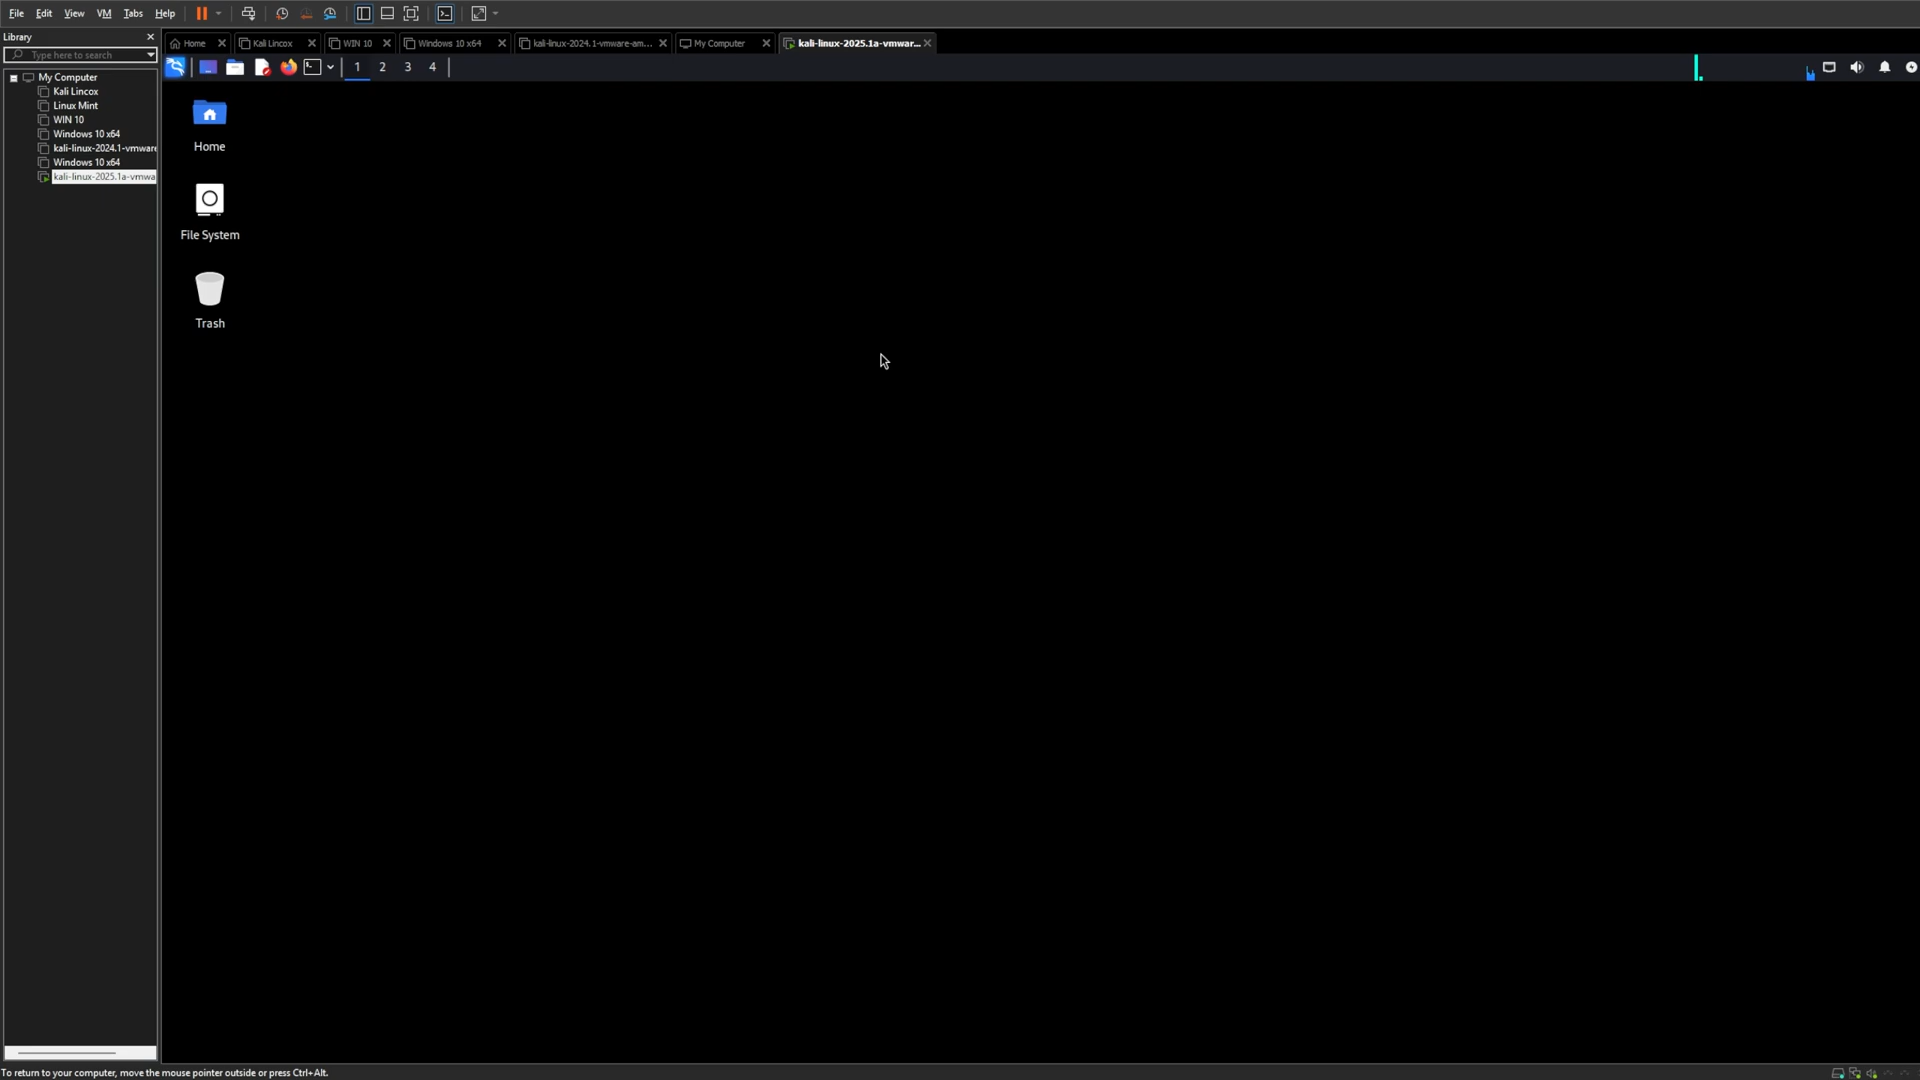 File Edit View VM Tabs Help
Library
Type here to search
Home Kali Lincox WIN 10 Windows 10 x64 kali-linux-2024.1-vmware-am... My Computer kali-linux-2025.1a-vmwar...
1 2 3 4
My Computer
Kali Lincox
Linux Mint
WIN 10
Windows 10 x64
kali-linux-2024.1-vmware
Windows 10 x64
kali-linux-2025.1a-vmwa
Home
File System
Trash
To return to your computer, move the mouse pointer outside or press Ctrl+Alt.